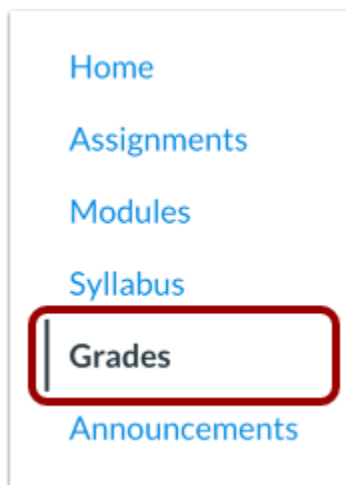 Home
Assignments
Modules
Syllabus
Grades
Announcements